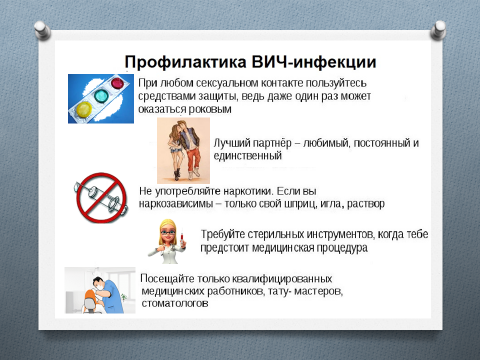 Профилактика ВИЧ-инфекции
При любом сексуальном контакте пользуйтесь
средствами защиты, ведь даже один раз может
оказаться роковым
Лучший партнёр – любимый, постоянный и
единственный
Не употребляйте наркотики. Если вы
наркозависимы – только свой шприц, игла, раствор
Требуйте стерильных инструментов, когда тебе
предстоит медицинская процедура
Посещайте только квалифицированных
медицинских работников, тату- мастеров,
стоматологов